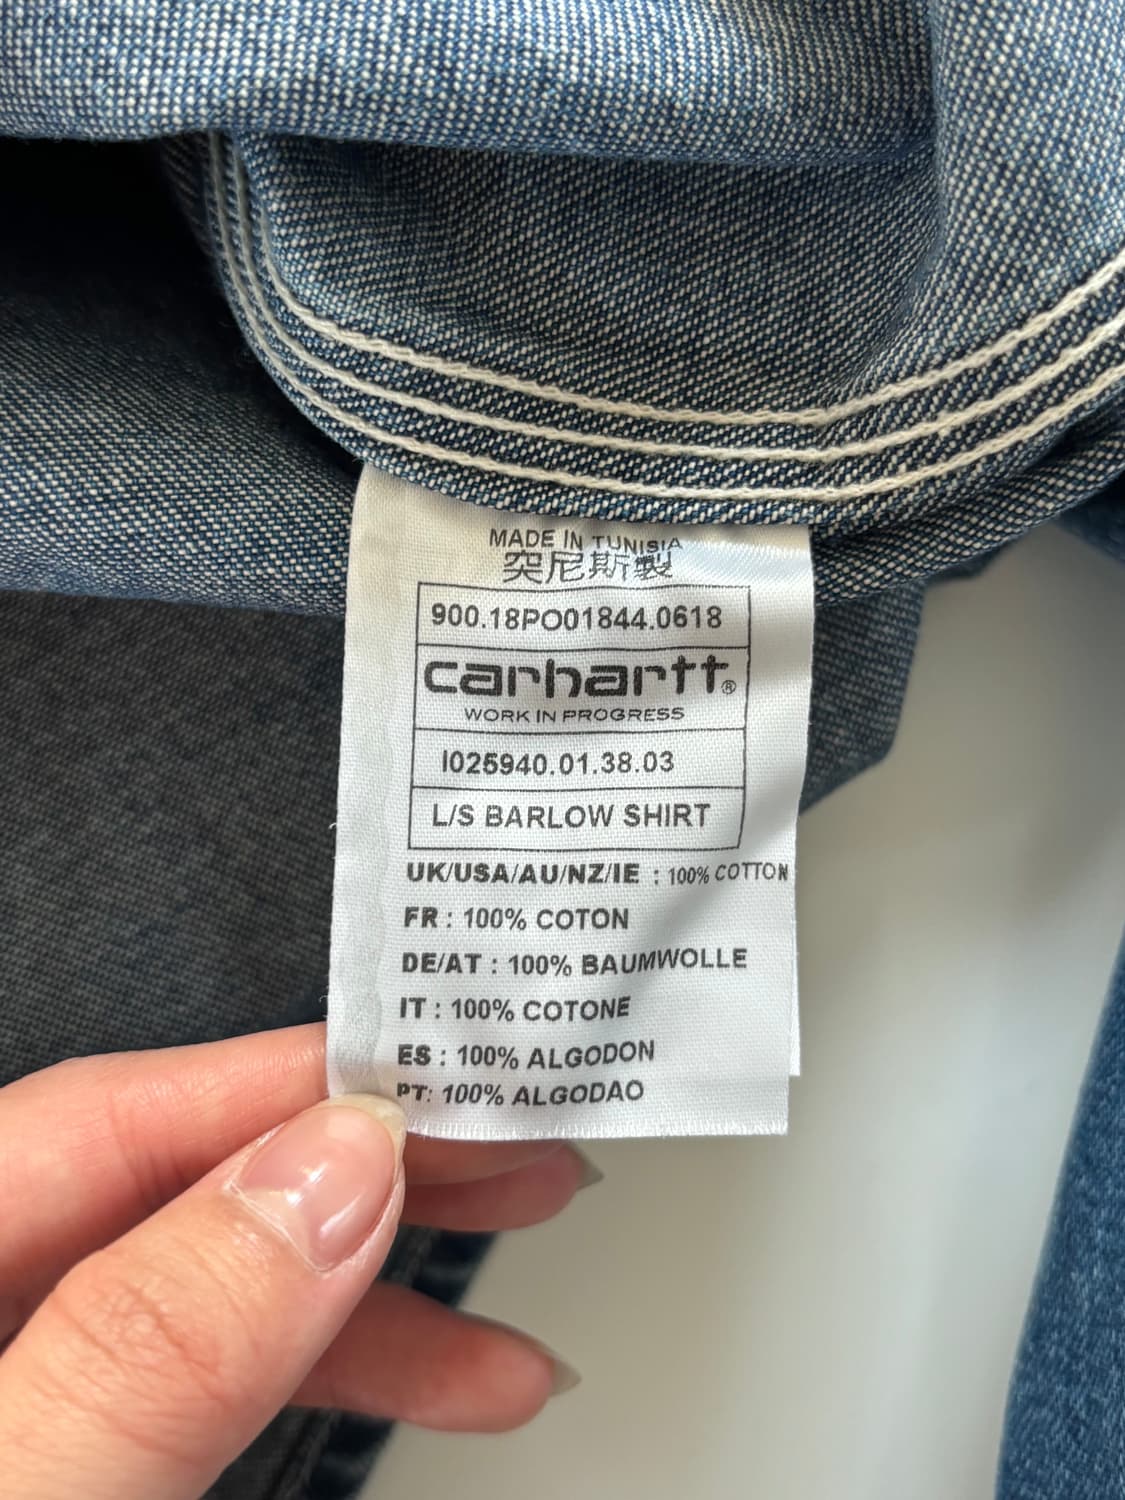 MADE IN TUNISIA
突尼斯製
900.18PO01844.0618
carhartt®
WORK IN PROGRESS
I025940.01.38.03
L/S BARLOW SHIRT
UK/USA/AU/NZ/IE : 100% COTTON
FR : 100% COTON
DE/AT : 100% BAUMWOLLE
IT : 100% COTONE
ES : 100% ALGODON
PT: 100% ALGODAO